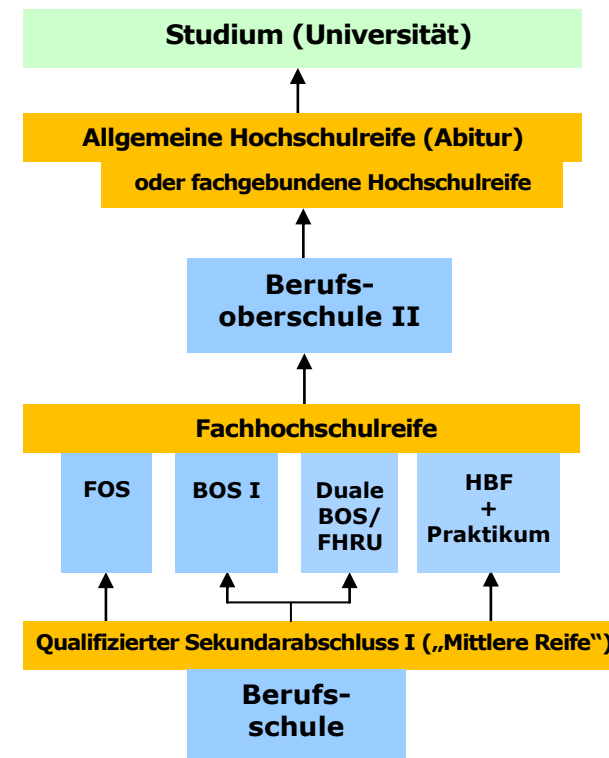 Studium (Universität)
Allgemeine Hochschulreife (Abitur)
oder fachgebundene Hochschulreife
Berufs-
oberschule II
Fachhochschulreife
FOS
BOS I
Duale
BOS/
FHRU
HBF
+
Praktikum
Qualifizierter Sekundarabschluss I („Mittlere Reife“)
Berufs-
schule